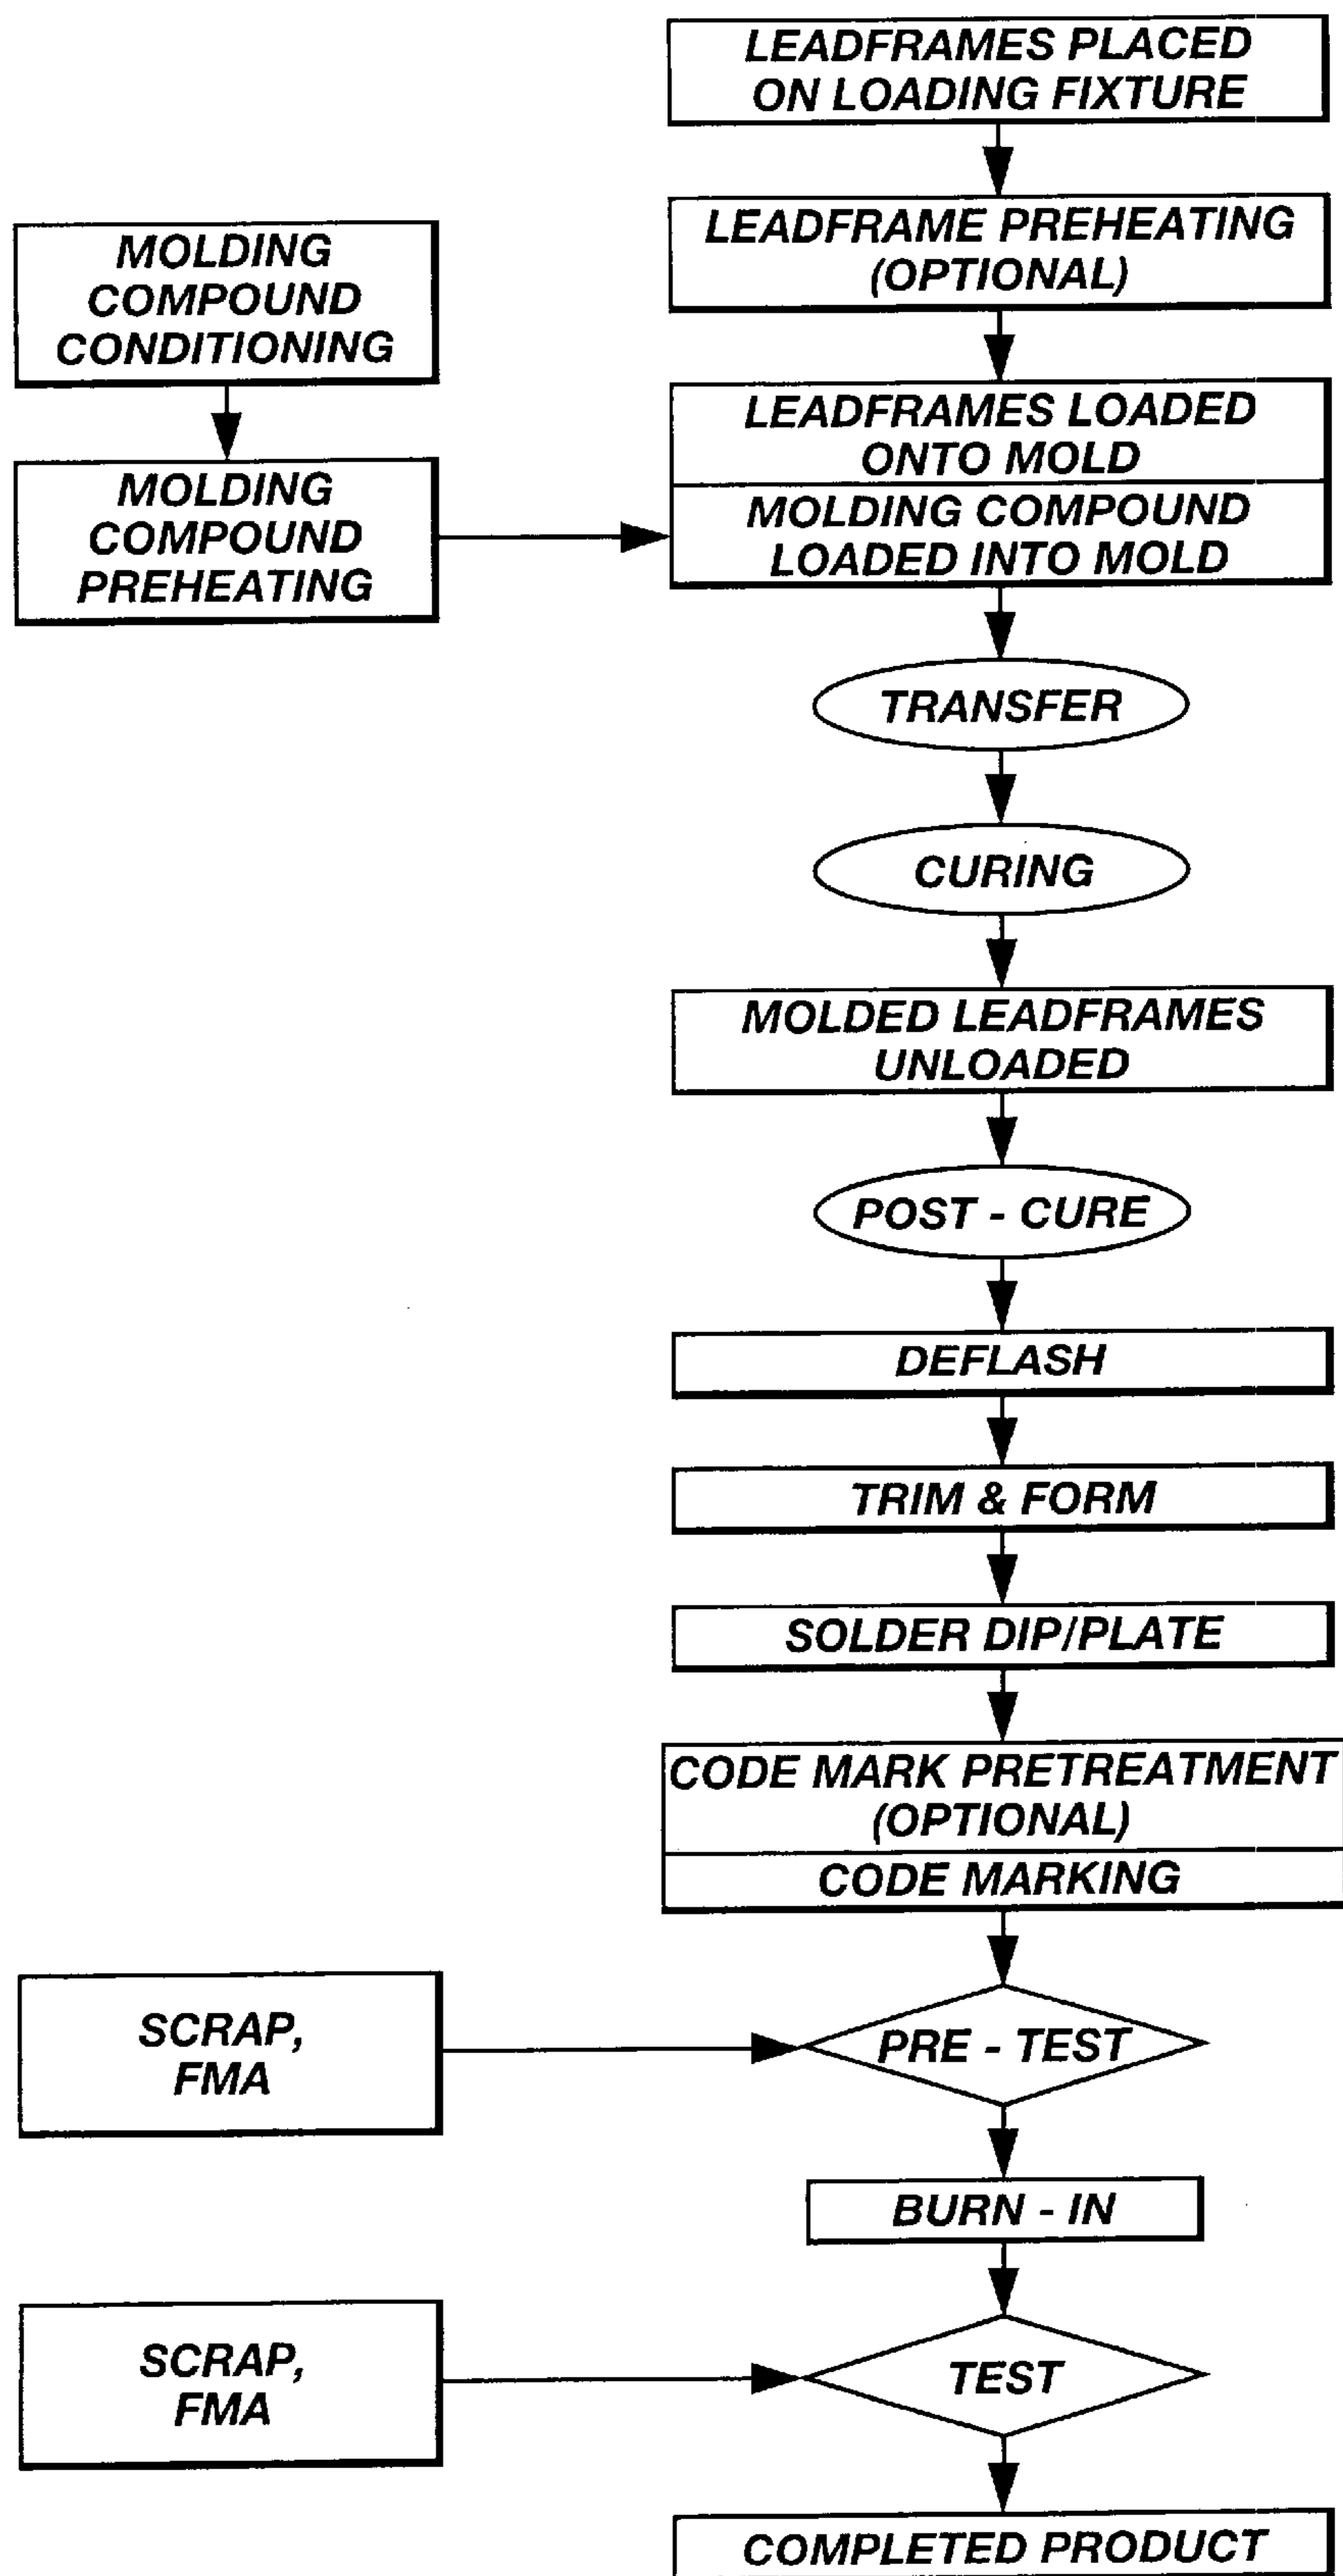 LEADFRAMES PLACED
ON LOADING FIXTURE
LEADFRAME PREHEATING
(OPTIONAL)
MOLDING
COMPOUND
CONDITIONING
LEADFRAMES LOADED
ONTO MOLD
MOLDING
COMPOUND
PREHEATING
MOLDING COMPOUND
LOADED INTO MOLD
TRANSFER
CURING
MOLDED LEADFRAMES
UNLOADED
POST - CURE
DEFLASH
TRIM & FORM
SOLDER DIP/PLATE
CODE MARK PRETREATMENT
(OPTIONAL)
CODE MARKING
SCRAP,
FMA
PRE - TEST
BURN - IN
SCRAP,
FMA
TEST
COMPLETED PRODUCT